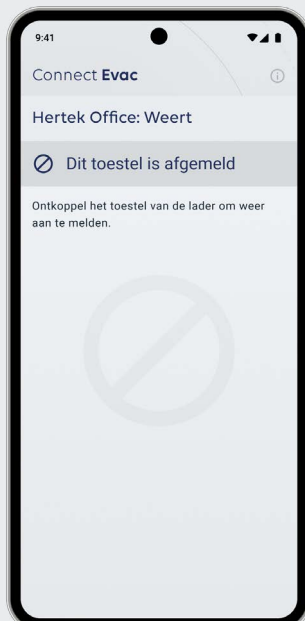 9:41
Connect Evac
Hertek Office: Weert
Dit toestel is afgemeld
Ontkoppel het toestel van de lader om weer
aan te melden.